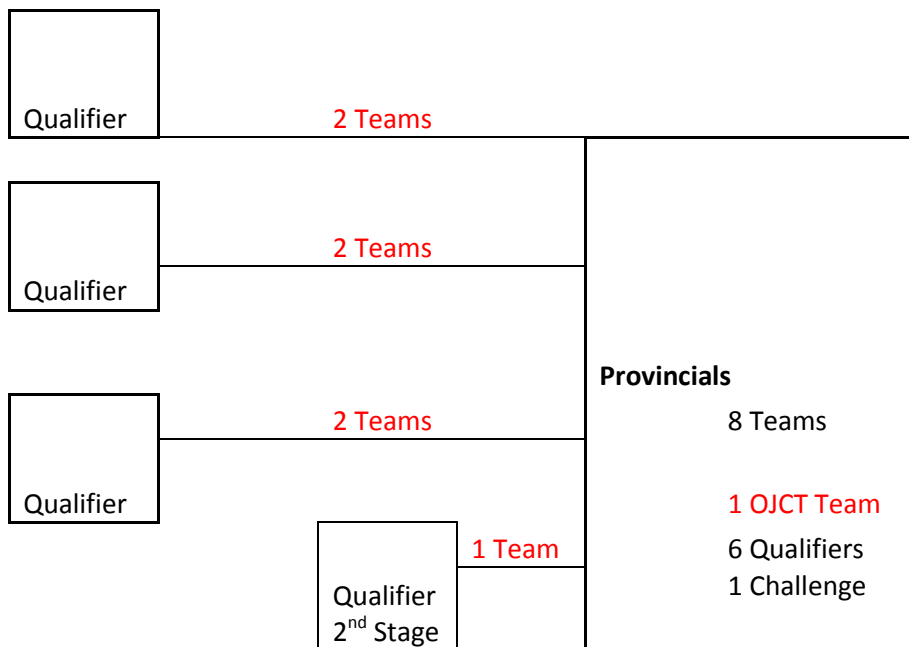 Qualifier 2 Teams
2 Teams
Qualifier
Provincials
2 Teams 8 Teams
Qualifier 1 OJCT Team
1 Team 6 Qualifiers
Qualifier 1 Challenge
2nd Stage